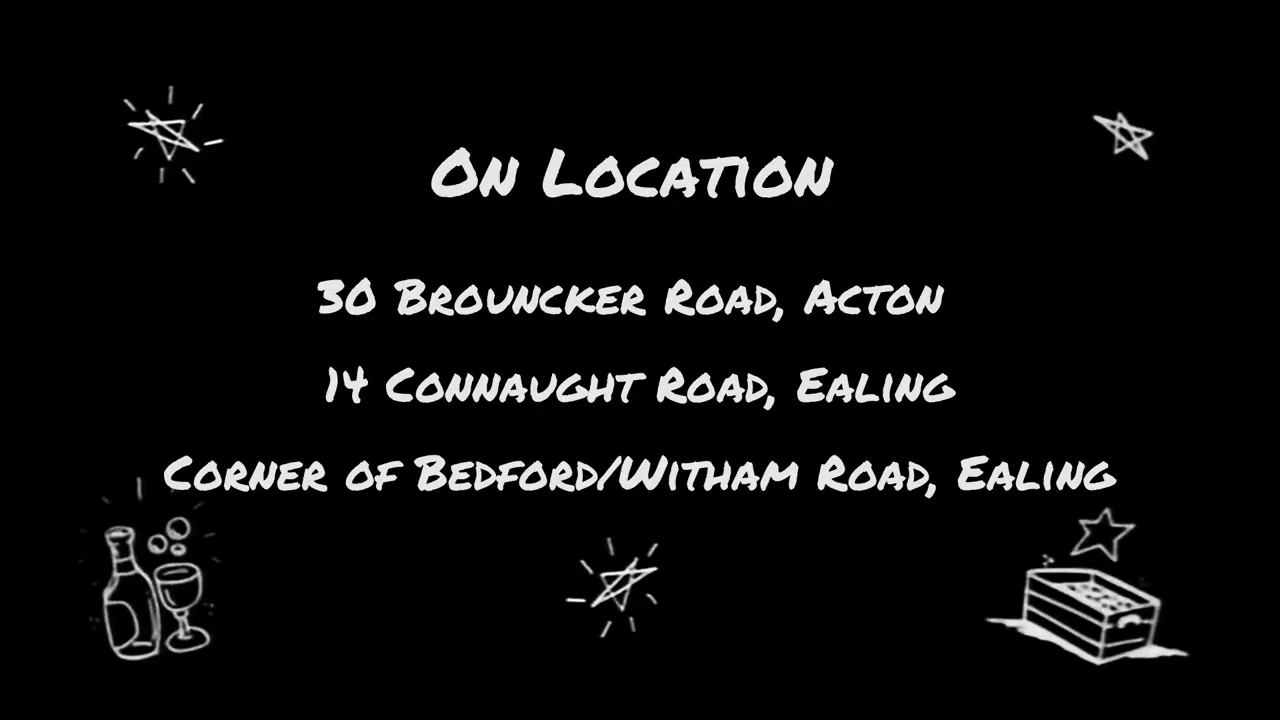 On Location
30 Brouncker Road, Acton
14 Connaught Road, Ealing
Corner of Bedford/Witham Road, Ealing